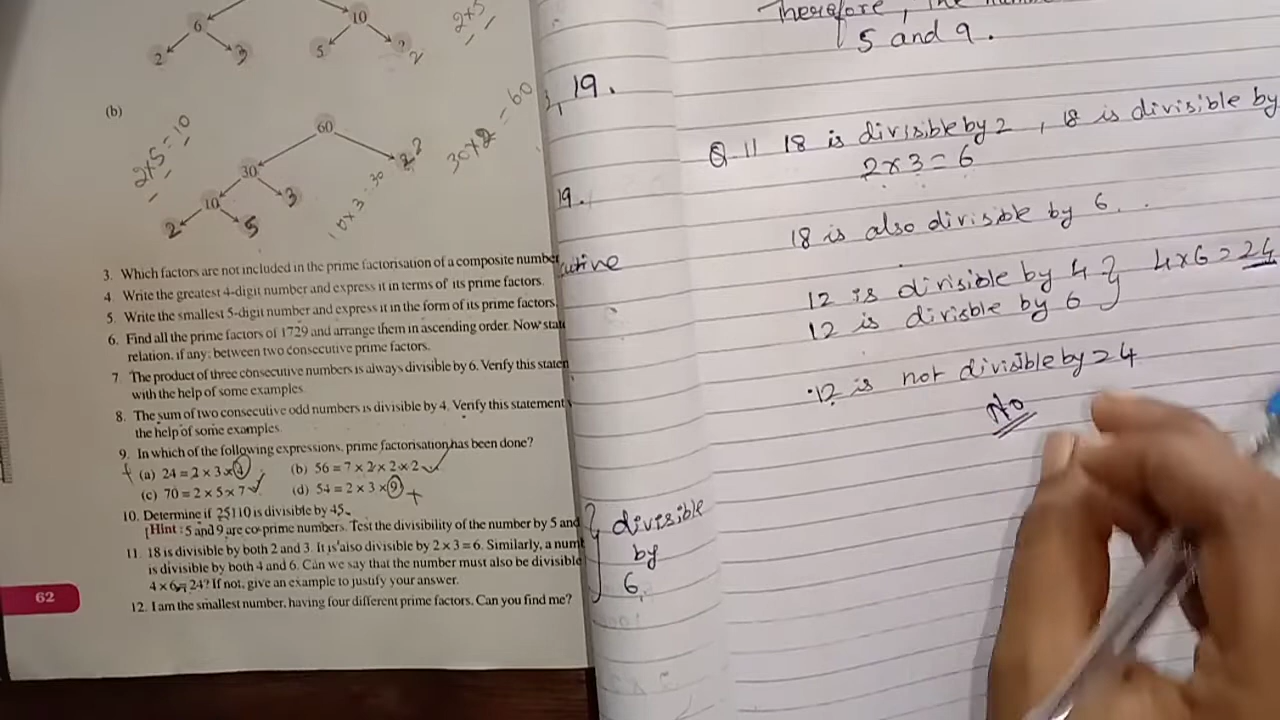 6
10
2
3
5
?
2
2×5
(b)
60
2×5=10
30
2?
30×2=60
10
3
10×3=30
2
5
3. Which factors are not included in the prime factorisation of a composite number
4. Write the greatest 4-digit number and express it in terms of its prime factors.
5. Write the smallest 5-digit number and express it in the form of its prime factors.
6. Find all the prime factors of 1729 and arrange them in ascending order. Now state
relation, if any; between two consecutive prime factors.
7. The product of three consecutive numbers is always divisible by 6. Verify this
with the help of some examples.
8. The sum of two consecutive odd numbers is divisible by 4. Verify this statement
the help of some examples.
9. In which of the following expressions, prime factorisation has been done?
(a) 24 = 2 × 3 × 4
(b) 56 = 7 × 2 × 2 × 2
(c) 70 = 2 × 5 × 7
(d) 54 = 2 × 3 × 9
10. Determine if 25110 is divisible by 45.
[Hint : 5 and 9 are co-prime numbers. Test the divisibility of the number by 5 and
11. 18 is divisible by both 2 and 3. It is also divisible by 2 × 3 = 6. Similarly, a
is divisible by both 4 and 6. Can we say that the number must also be divisible
4 × 6 = 24? If not, give an example to justify your answer.
12. I am the smallest number, having four different prime factors. Can you find me?
62
19.
19.
divisible
by
6.
Therefore, the
5 and 9.
Q 11 18 is divisible by 2, 18 is divisible by
2×3=6
18 is also divisible by 6.
12 is divisible by 4 } 4×6=24
12 is divisble by 6
12 is not divisible by 24
No